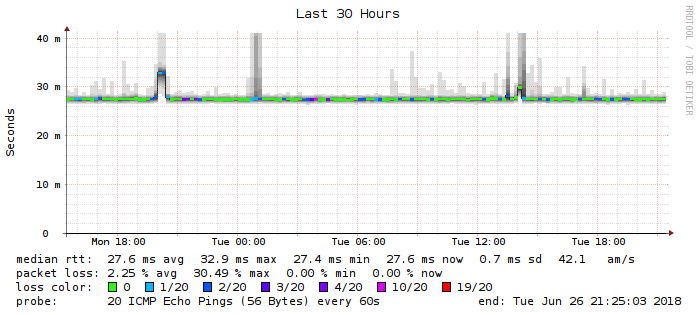 Last 30 Hours
RRDTOOL / TOBI OETIKER
Seconds
40 m
30 m
20 m
10 m
0
Mon 18:00 Tue 00:00 Tue 06:00 Tue 12:00 Tue 18:00
median rtt: 27.6 ms avg 32.9 ms max 27.4 ms min 27.6 ms now 0.7 ms sd 42.1 am/s
packet loss: 2.25 % avg 30.49 % max 0.00 % min 0.00 % now
loss color: 0 1/20 2/20 3/20 4/20 10/20 19/20
probe: 20 ICMP Echo Pings (56 Bytes) every 60s end: Tue Jun 26 21:25:03 2018